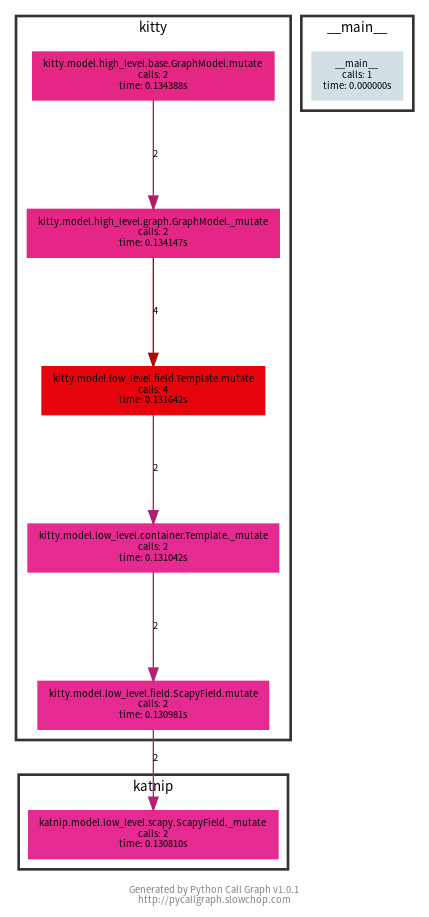 kitty
__main__
kitty.model.high_level.base.GraphModel.mutate
calls: 2
time: 0.134388s
__main__
calls: 1
time: 0.000000s
2
kitty.model.high_level.graph.GraphModel._mutate
calls: 2
time: 0.134147s
4
kitty.model.low_level.field.Template.mutate
calls: 4
time: 0.131642s
2
kitty.model.low_level.container.Template._mutate
calls: 2
time: 0.131042s
2
kitty.model.low_level.field.ScapyField.mutate
calls: 2
time: 0.130981s
2
katnip
katnip.model.low_level.scapy.ScapyField._mutate
calls: 2
time: 0.130810s
Generated by Python Call Graph v1.0.1
http://pycallgraph.slowchop.com